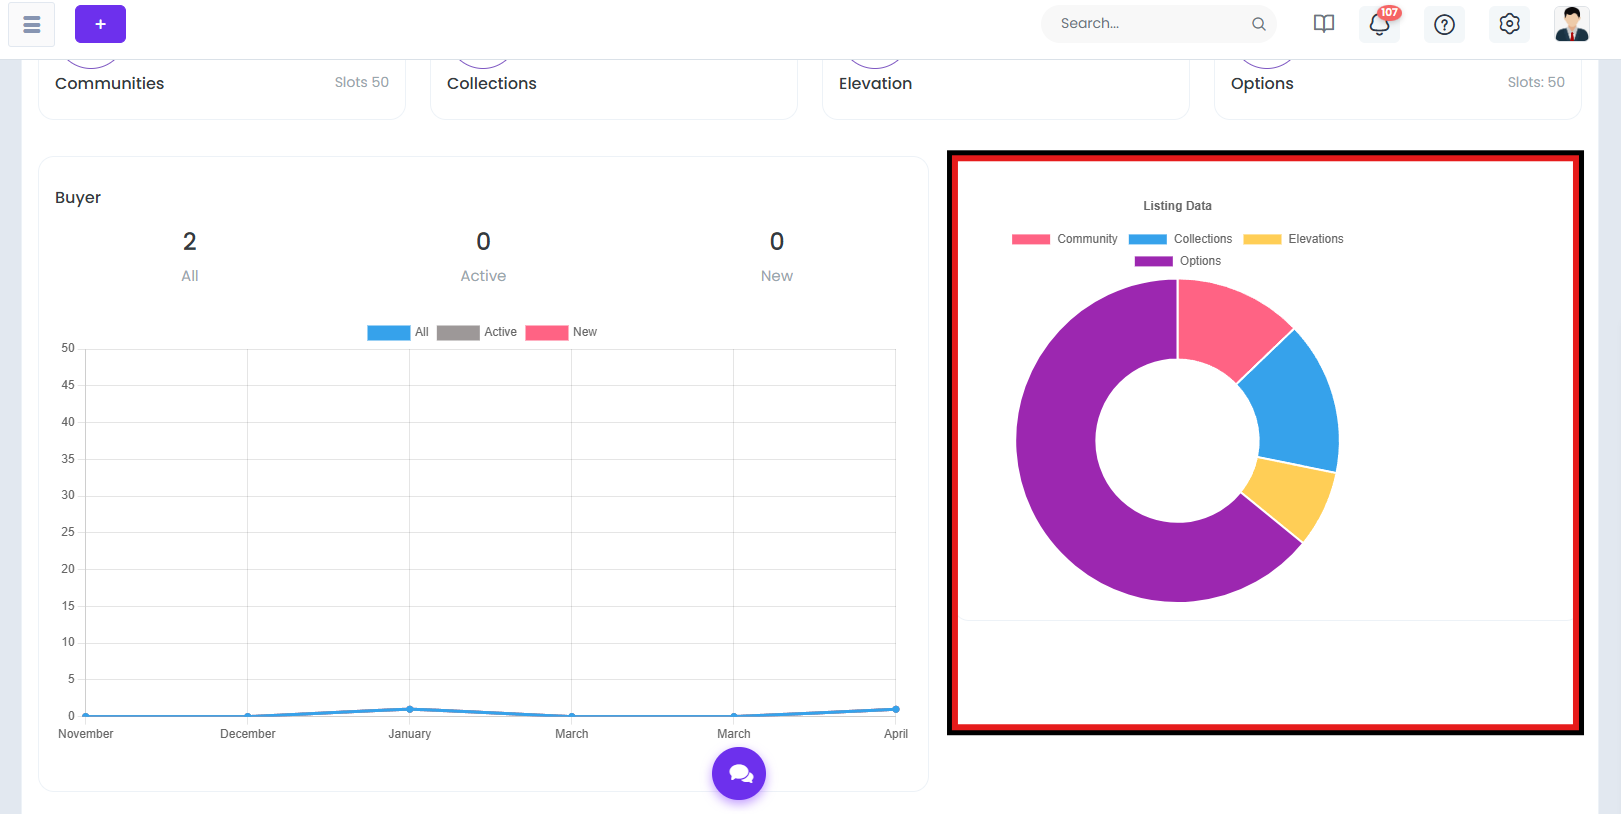 +
Search...
107
Communities
Slots 50
Collections
Elevation
Options
Slots: 50
Buyer
2
0
0
All
Active
New
All
Active
New
50
45
40
35
30
25
20
15
10
5
0
November
December
January
March
March
April
Listing Data
Community
Collections
Elevations
Options